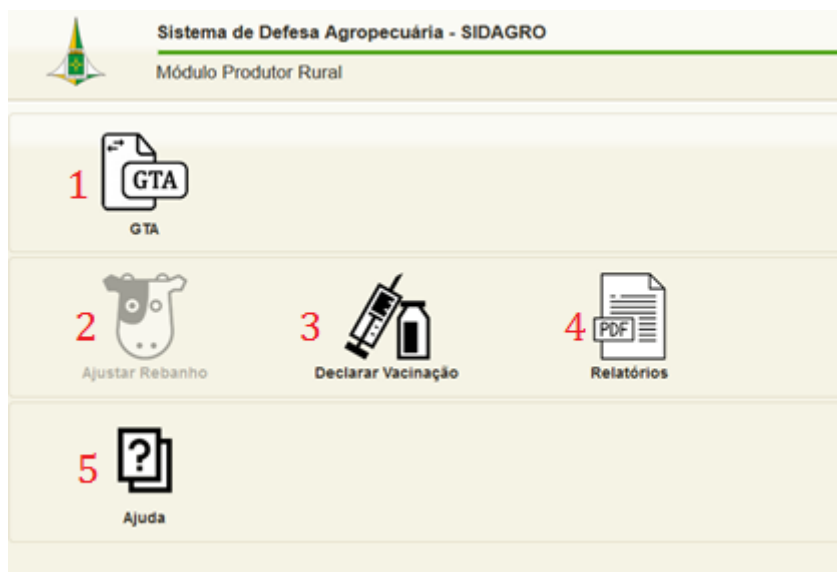 Sistema de Defesa Agropecuária - SIDAGRO
Módulo Produtor Rural
1
GTA
GTA
2
3
4
PDF
Ajustar Rebanho
Declarar Vacinação
Relatórios
5
?
Ajuda